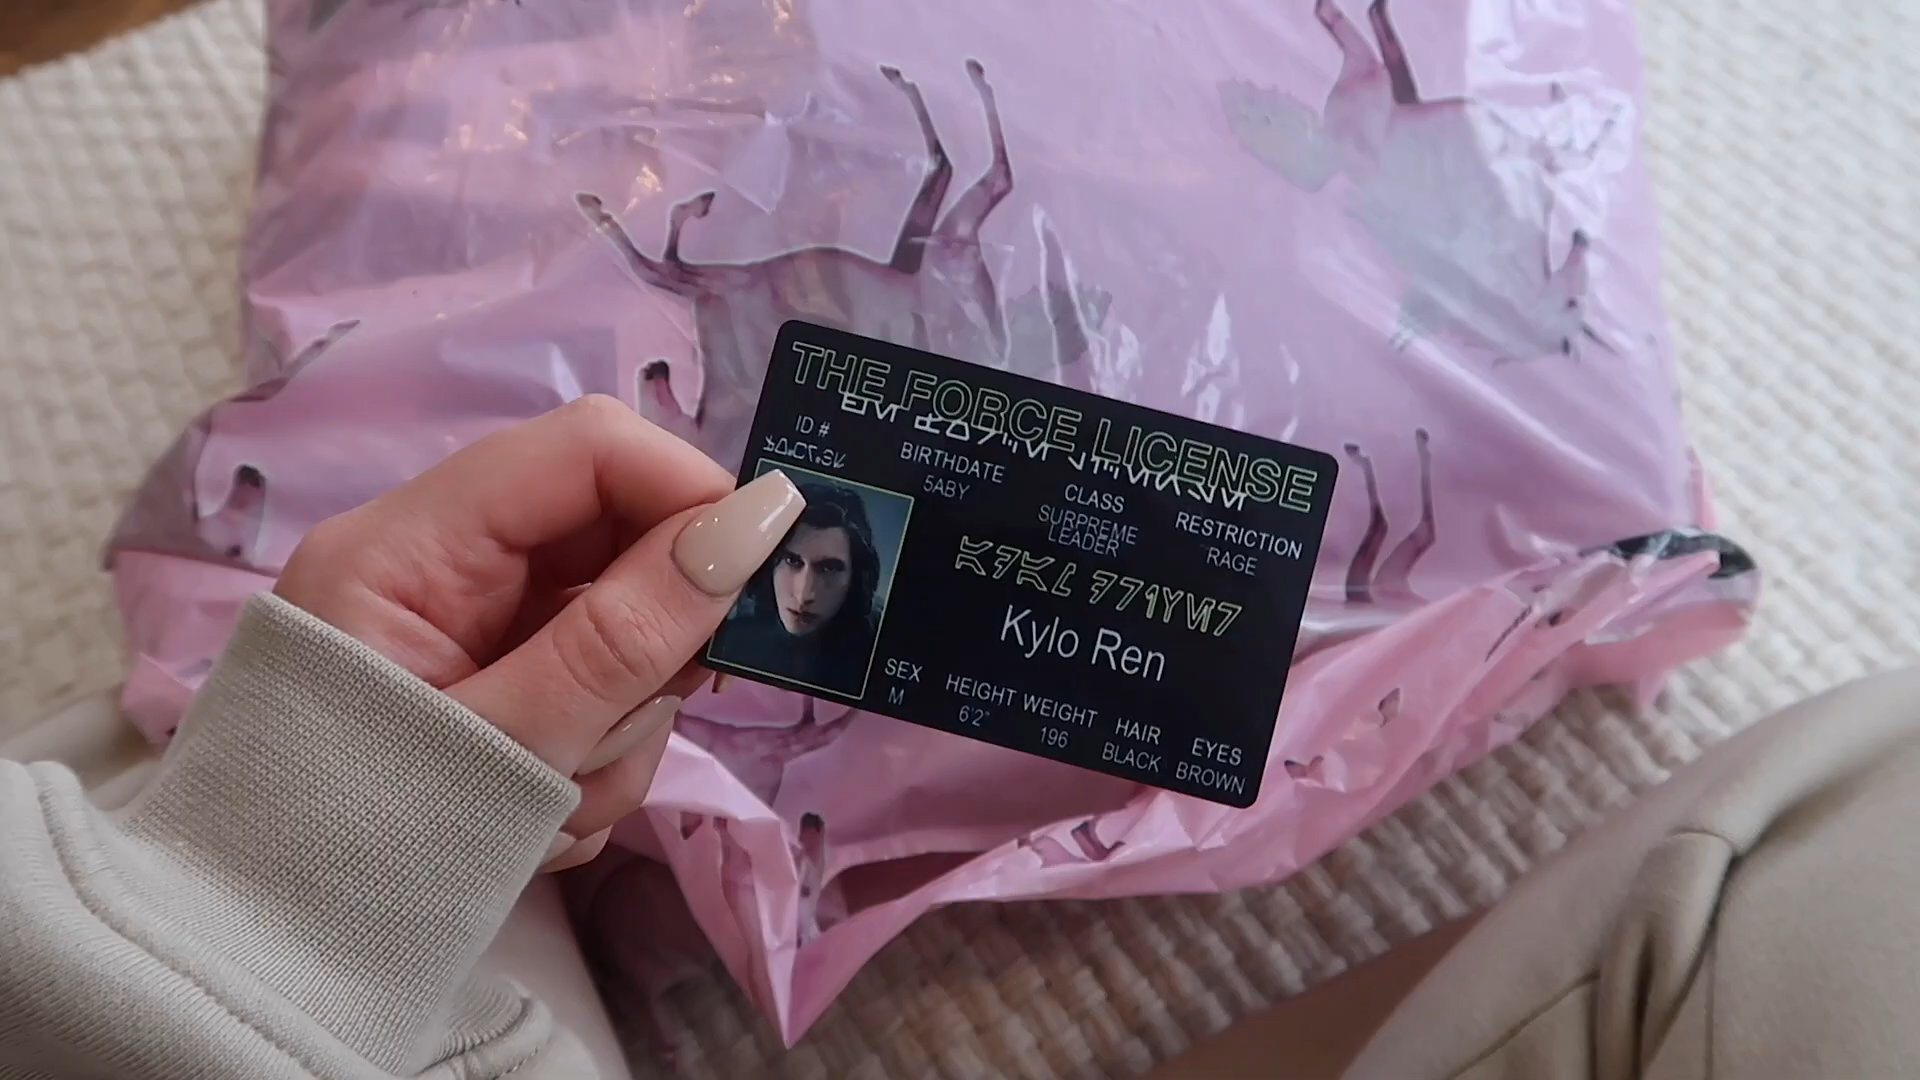 THE FORCE LICENSE
ID #
BIRTHDATE
5ABY
CLASS
SURPREME
LEADER
RESTRICTION
RAGE
Kylo Ren
SEX
M
HEIGHT
6'2"
WEIGHT
196
HAIR
BLACK
EYES
BROWN